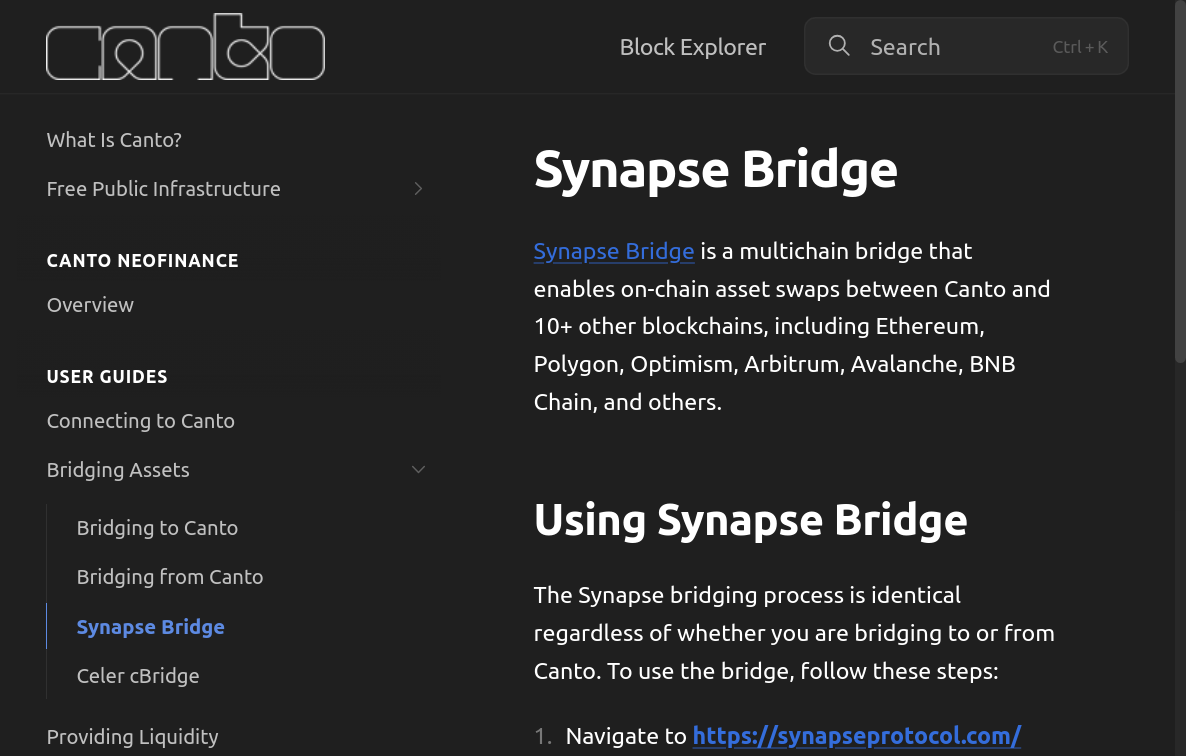 canto
Block Explorer
Search
Ctrl + K
What Is Canto?
Free Public Infrastructure
CANTO NEOFINANCE
Overview
USER GUIDES
Connecting to Canto
Bridging Assets
Bridging to Canto
Bridging from Canto
Synapse Bridge
Celer cBridge
Providing Liquidity
Synapse Bridge
Synapse Bridge is a multichain bridge that
enables on-chain asset swaps between Canto and
10+ other blockchains, including Ethereum,
Polygon, Optimism, Arbitrum, Avalanche, BNB
Chain, and others.
Using Synapse Bridge
The Synapse bridging process is identical
regardless of whether you are bridging to or from
Canto. To use the bridge, follow these steps:
1. Navigate to https://synapseprotocol.com/